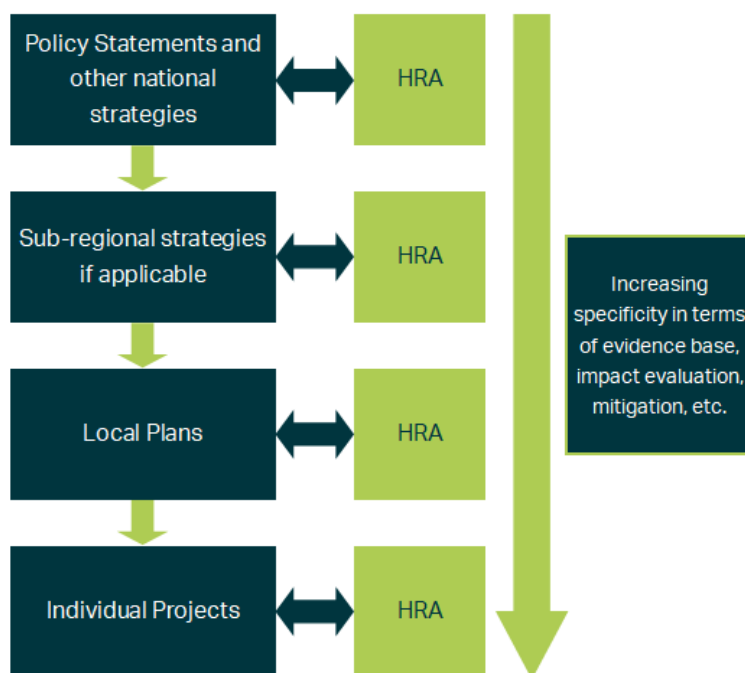 Policy Statements and
other national
strategies
HRA
Sub-regional strategies
if applicable
HRA
Local Plans
HRA
Individual Projects
HRA
Increasing
specificity in terms
of evidence base,
impact evaluation,
mitigation, etc.